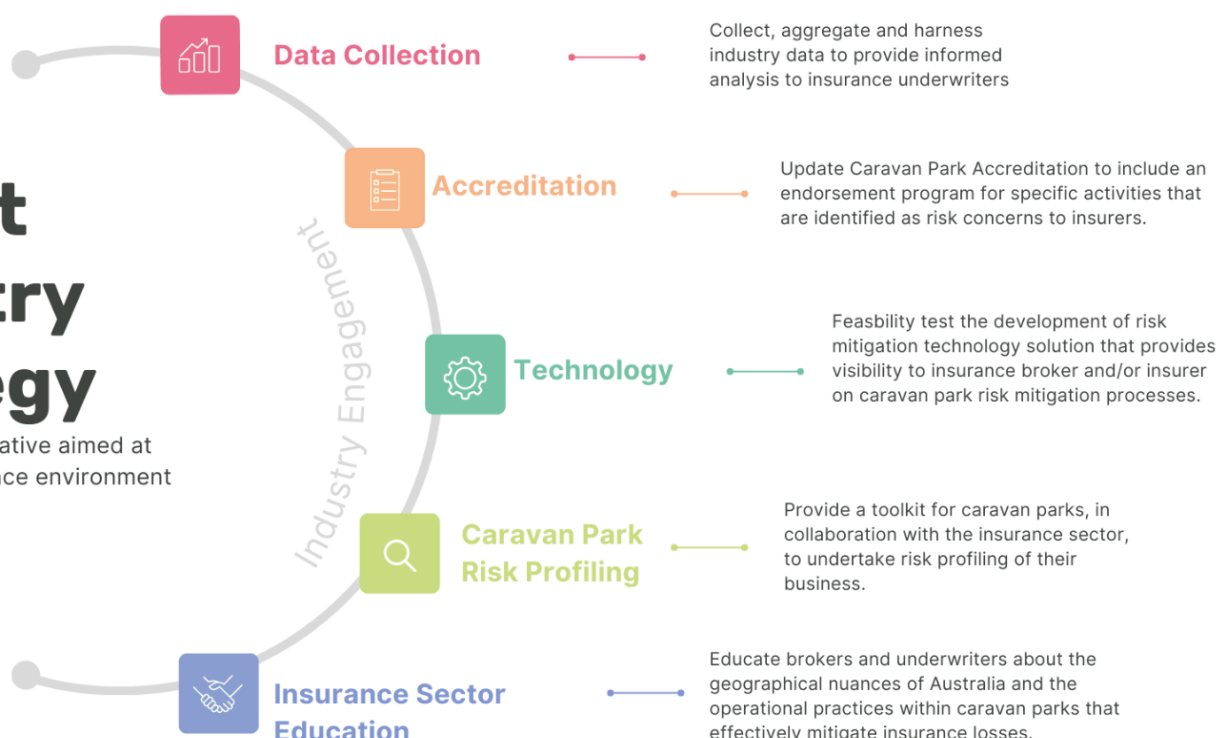 t
try
egy
ative aimed at
nce environment
Industry Engagement
Data Collection
Collect, aggregate and harness
industry data to provide informed
analysis to insurance underwriters
Accreditation
Update Caravan Park Accreditation to include an
endorsement program for specific activities that
are identified as risk concerns to insurers.
Technology
Feasbility test the development of risk
mitigation technology solution that provides
visibility to insurance broker and/or insurer
on caravan park risk mitigation processes.
Caravan Park
Risk Profiling
Provide a toolkit for caravan parks, in
collaboration with the insurance sector,
to undertake risk profiling of their
business.
Insurance Sector
Education
Educate brokers and underwriters about the
geographical nuances of Australia and the
operational practices within caravan parks that
effectively mitigate insurance losses.